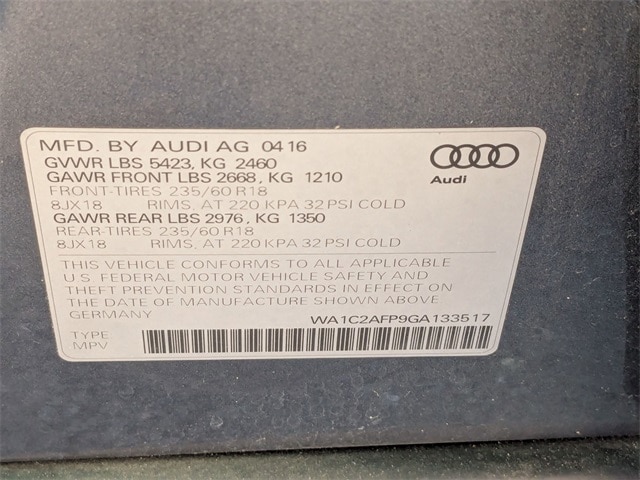 MFD. BY AUDI AG 04 16
GVWR LBS 5423, KG 2460
GAWR FRONT LBS 2668, KG 1210
FRONT-TIRES 235/60 R18
8JX18 RIMS, AT 220 KPA 32 PSI COLD
GAWR REAR LBS 2976, KG 1350
REAR-TIRES 235/60 R18
8JX18 RIMS, AT 220 KPA 32 PSI COLD
Audi
THIS VEHICLE CONFORMS TO ALL APPLICABLE
U.S. FEDERAL MOTOR VEHICLE SAFETY AND
THEFT PREVENTION STANDARDS IN EFFECT ON
THE DATE OF MANUFACTURE SHOWN ABOVE.
GERMANY WA1C2AFP9GA133517
TYPE
MPV